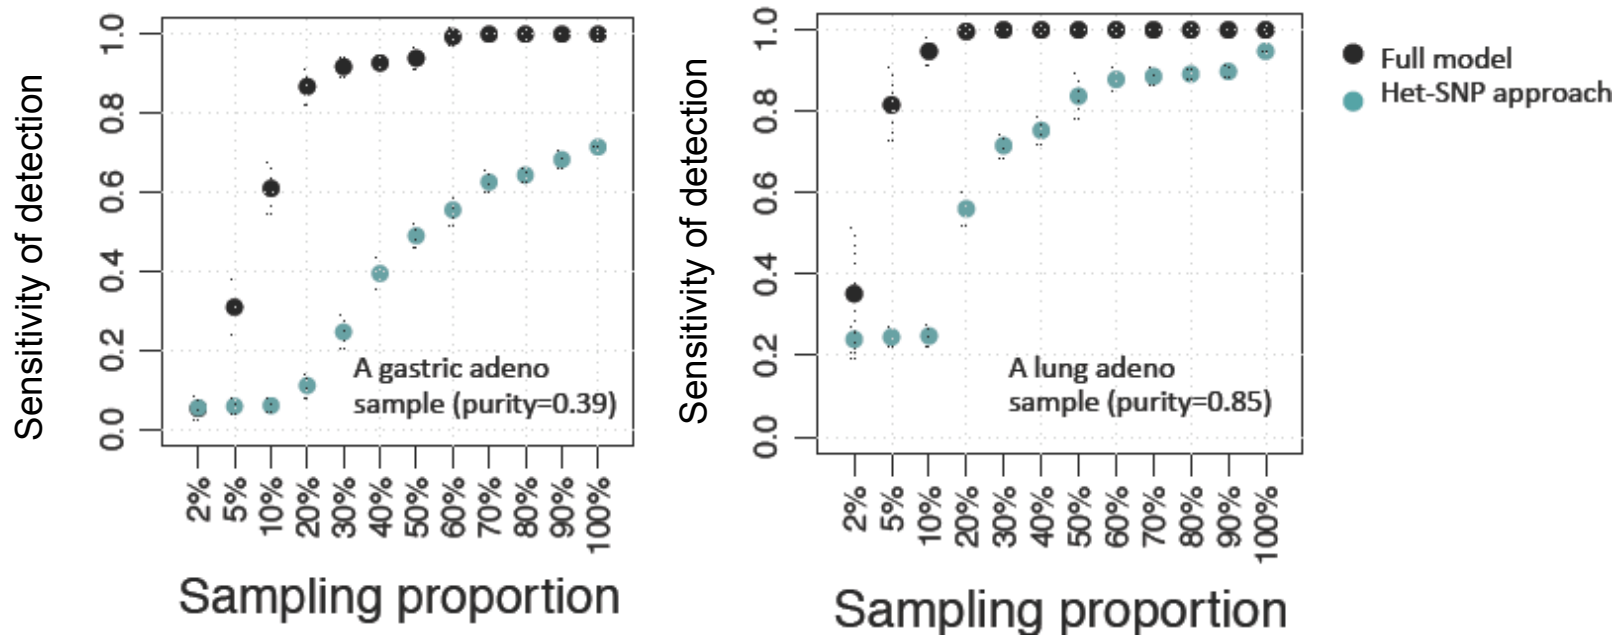 Sensitivity of detection
1.0
0.8
0.6
0.4
0.2
0.0
A gastric adeno
sample (purity=0.39)
2% 5% 10% 20% 30% 40% 50% 60% 70% 80% 90% 100%
Sampling proportion
Sensitivity of detection
1.0
0.8
0.6
0.4
0.2
0.0
A lung adeno
sample (purity=0.85)
2% 5% 10% 20% 30% 40% 50% 60% 70% 80% 90% 100%
Sampling proportion
Full model
Het-SNP approach